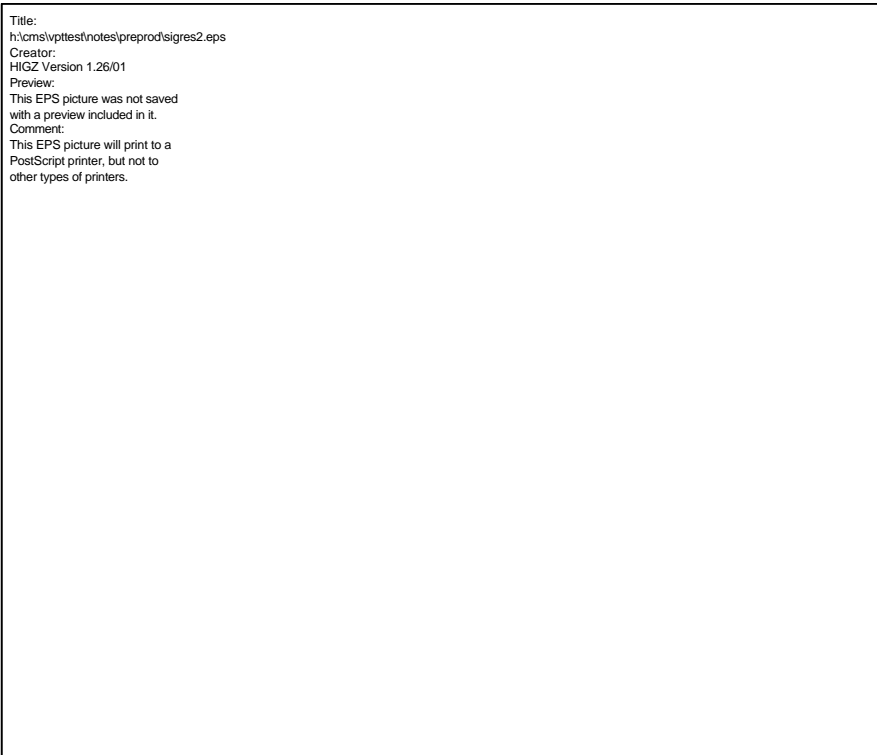 Title:
h:\cms\vpttest\notes\preprod\sigres2.eps
Creator:
HIGZ Version 1.26/01
Preview:
This EPS picture was not saved
with a preview included in it.
Comment:
This EPS picture will print to a
PostScript printer, but not to
other types of printers.